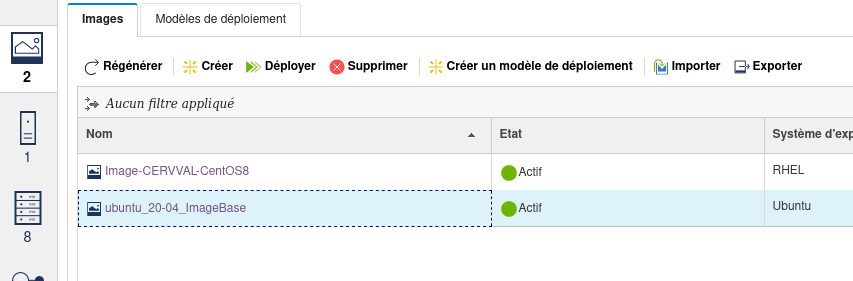 Images Modèles de déploiement
2
Régénérer Créer Déployer Supprimer Créer un modèle de déploiement Importer Exporter
Aucun filtre appliqué
Nom Etat Système d'exp
1
Image-CERVVAL-CentOS8 Actif RHEL
ubuntu_20-04_ImageBase Actif Ubuntu
8